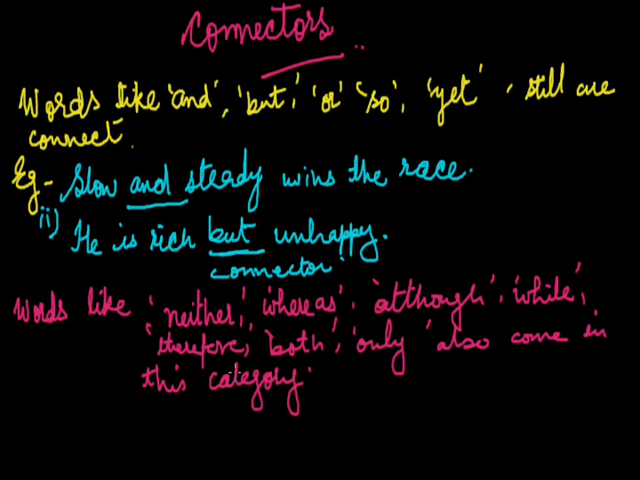 Connectors
Words like 'and', 'but,' 'or' 'so', 'yet' , still are
connect.
Eg- Slow and steady wins the race.
ii) He is rich but unhappy.
connector
Words like 'neither', 'whereas', 'although', 'while',
'therefore, 'both', 'only' also come in
this category.